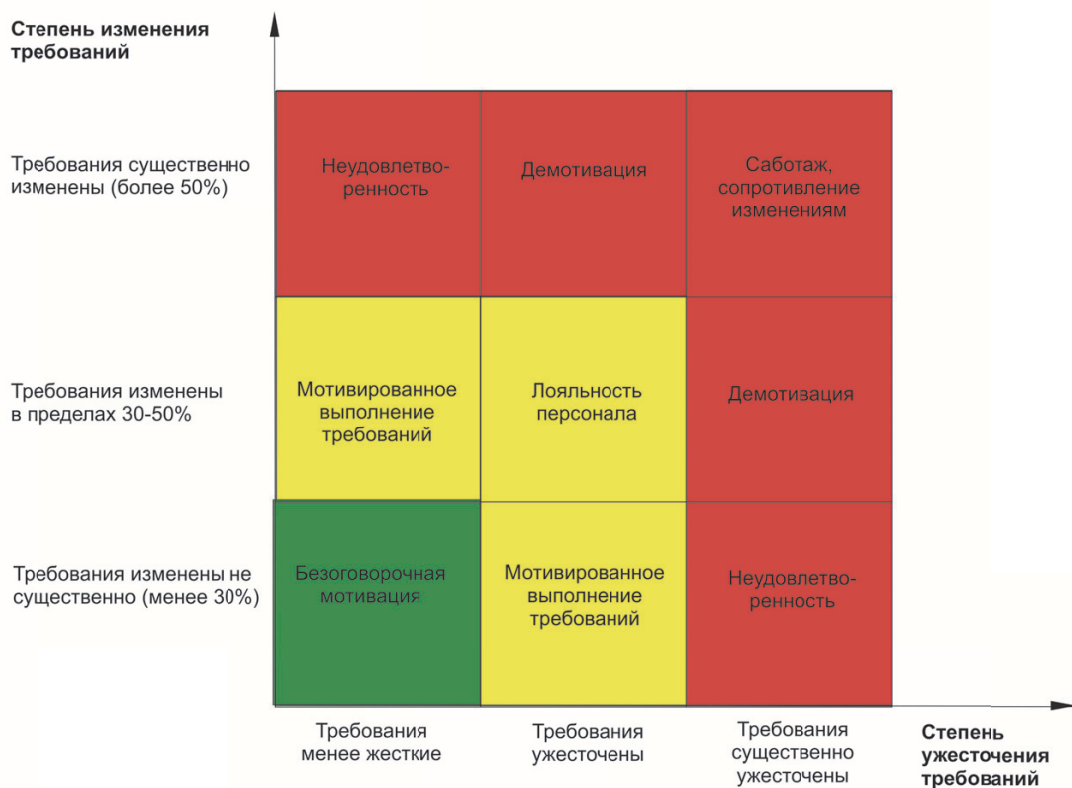 Степень изменения
требований
Требования существенно
изменены (более 50%)
Неудовлетво-
ренность
Демотивация
Саботаж,
сопротивление
изменениям
Требования изменены
в пределах 30-50%
Мотивированное
выполнение
требований
Лояльность
персонала
Демотивация
Требования изменены не
существенно (менее 30%)
Безоговорочная
мотивация
Мотивированное
выполнение
требований
Неудовлетво-
ренность
Требования
менее жесткие
Требования
ужесточены
Требования
существенно
ужесточены
Степень
ужесточения
требований